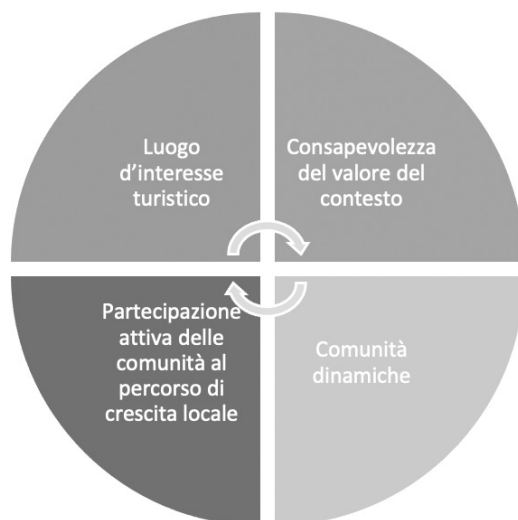 Luogo
d’interesse
turistico
Consapevolezza
del valore del
contesto
Partecipazione
attiva delle
comunità al
percorso di
crescita locale
Comunità
dinamiche